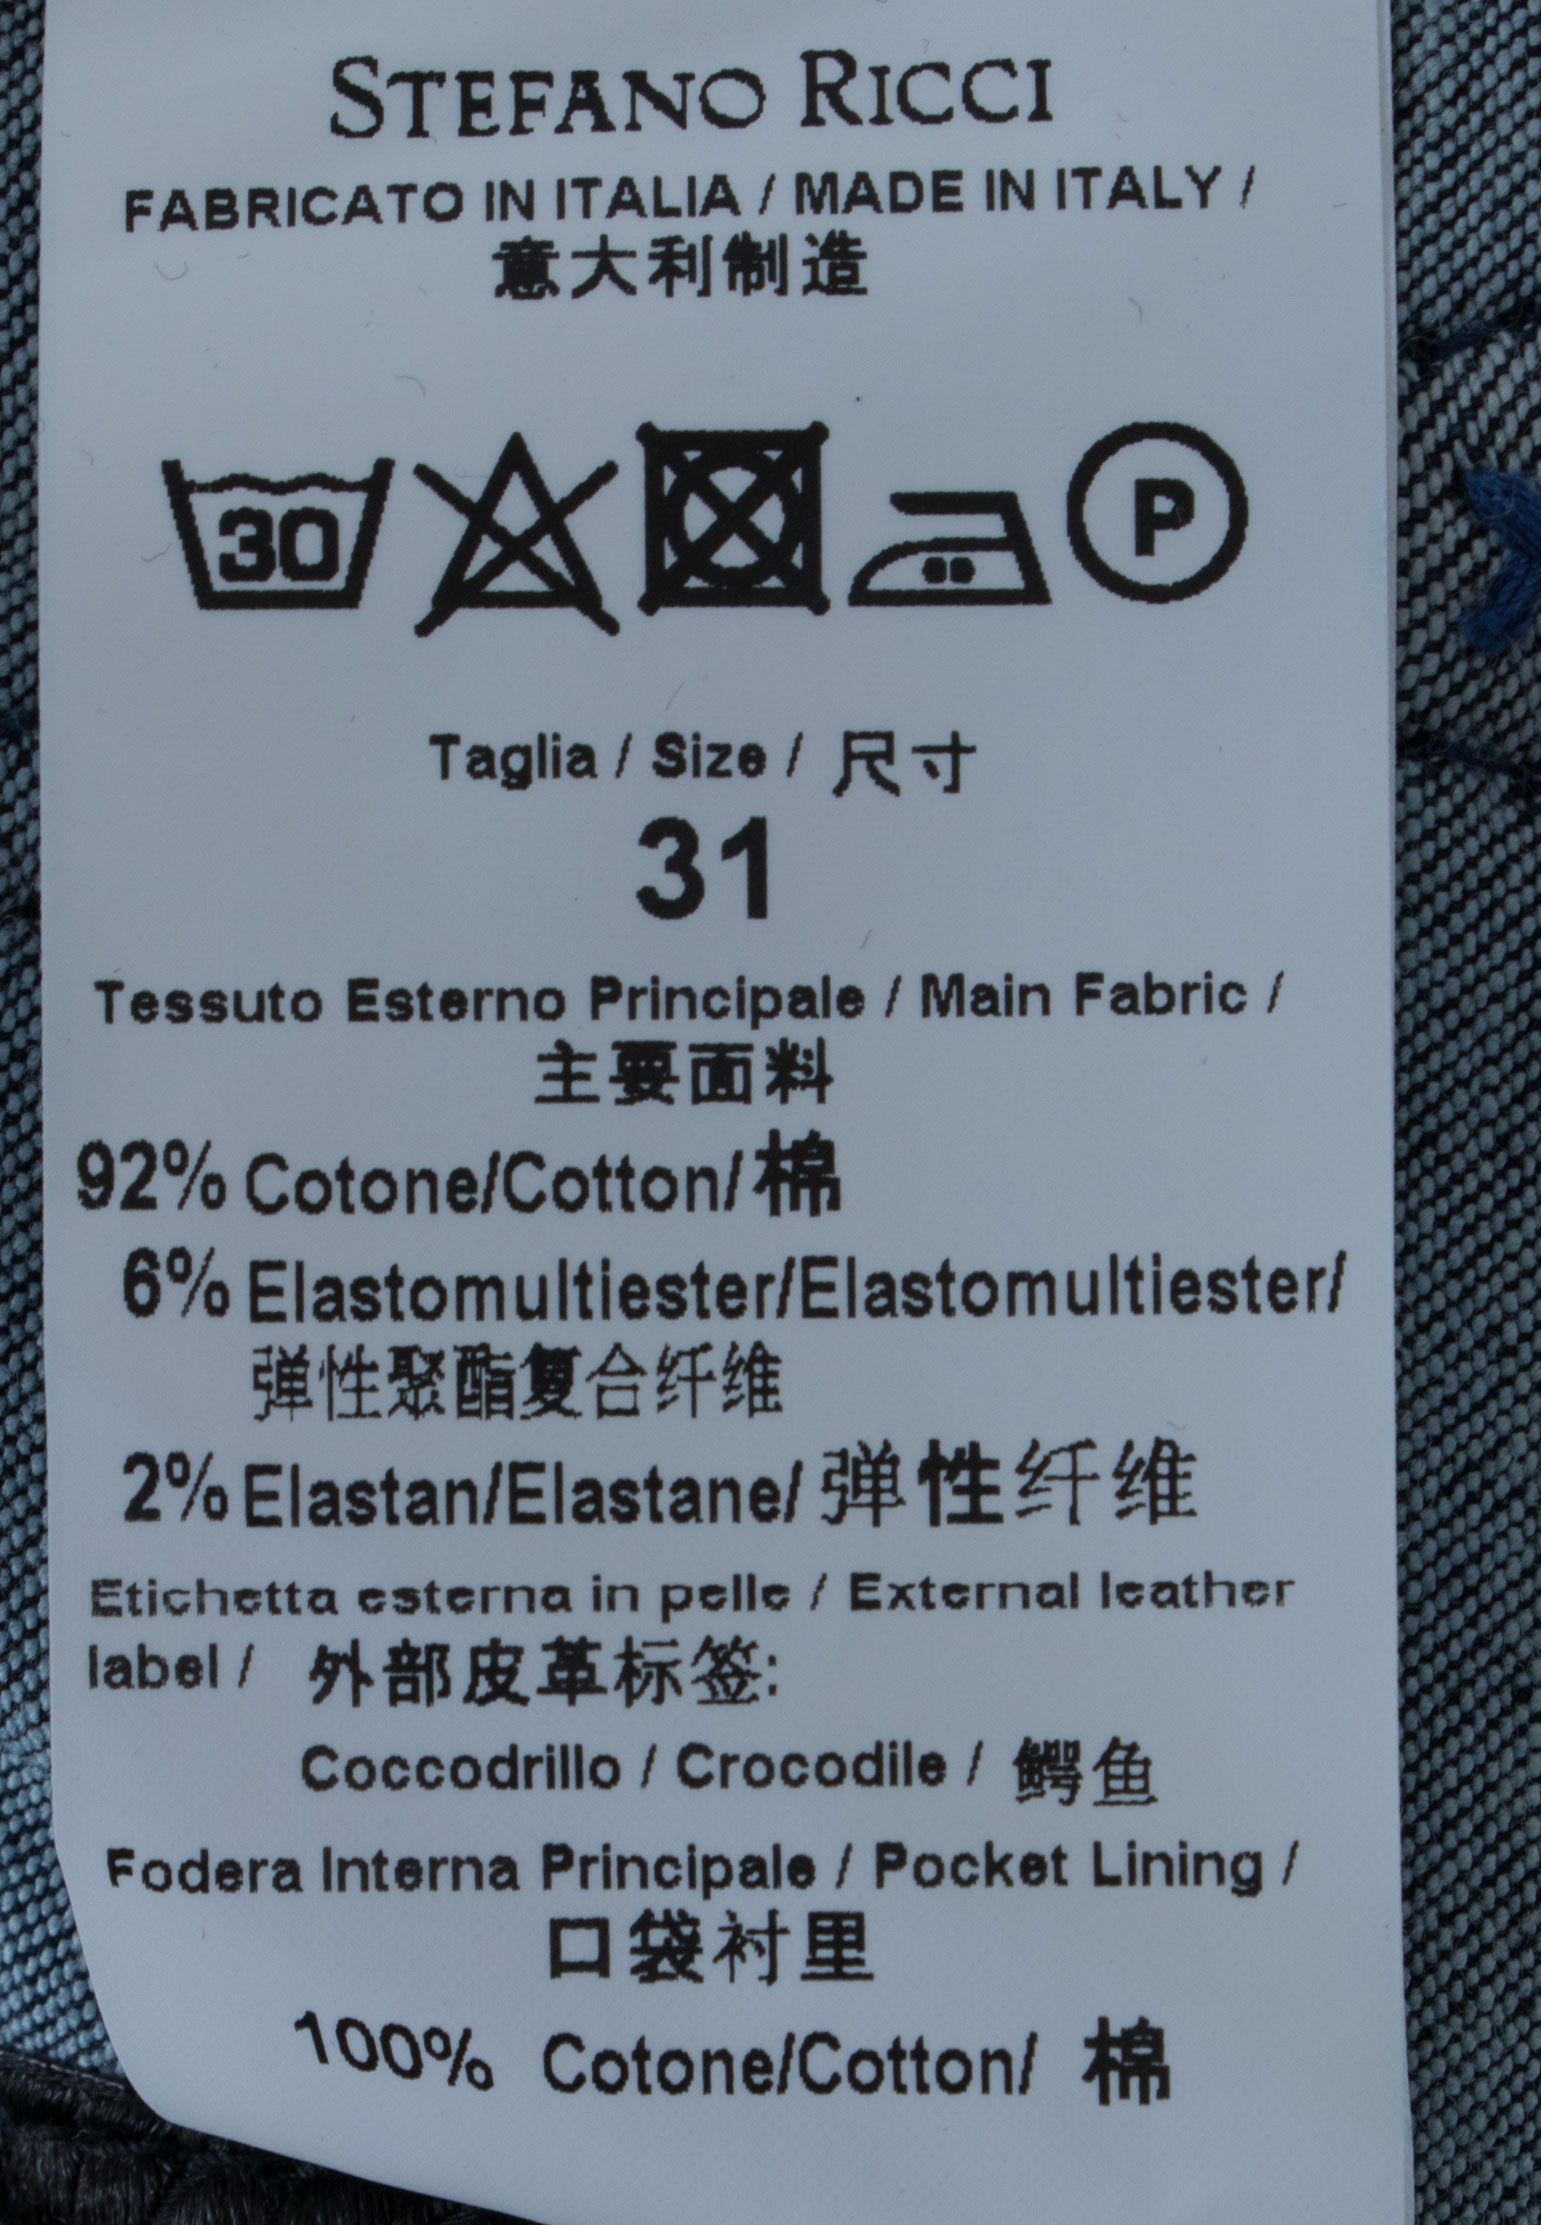 STEFANO RICCI
FABRICATO IN ITALIA / MADE IN ITALY /
意大利制造
30 P
Taglia / Size / 尺寸
31
Tessuto Esterno Principale / Main Fabric /
主要面料
92% Cotone/Cotton/棉
6% Elastomultiester/Elastomultiester/
弹性聚酯复合纤维
2% Elastan/Elastane/弹性纤维
Etichetta esterna in pelle / External leather
label / 外部皮革标签:
Coccodrillo / Crocodile / 鳄鱼
Fodera Interna Principale / Pocket Lining /
口袋衬里
100% Cotone/Cotton/ 棉